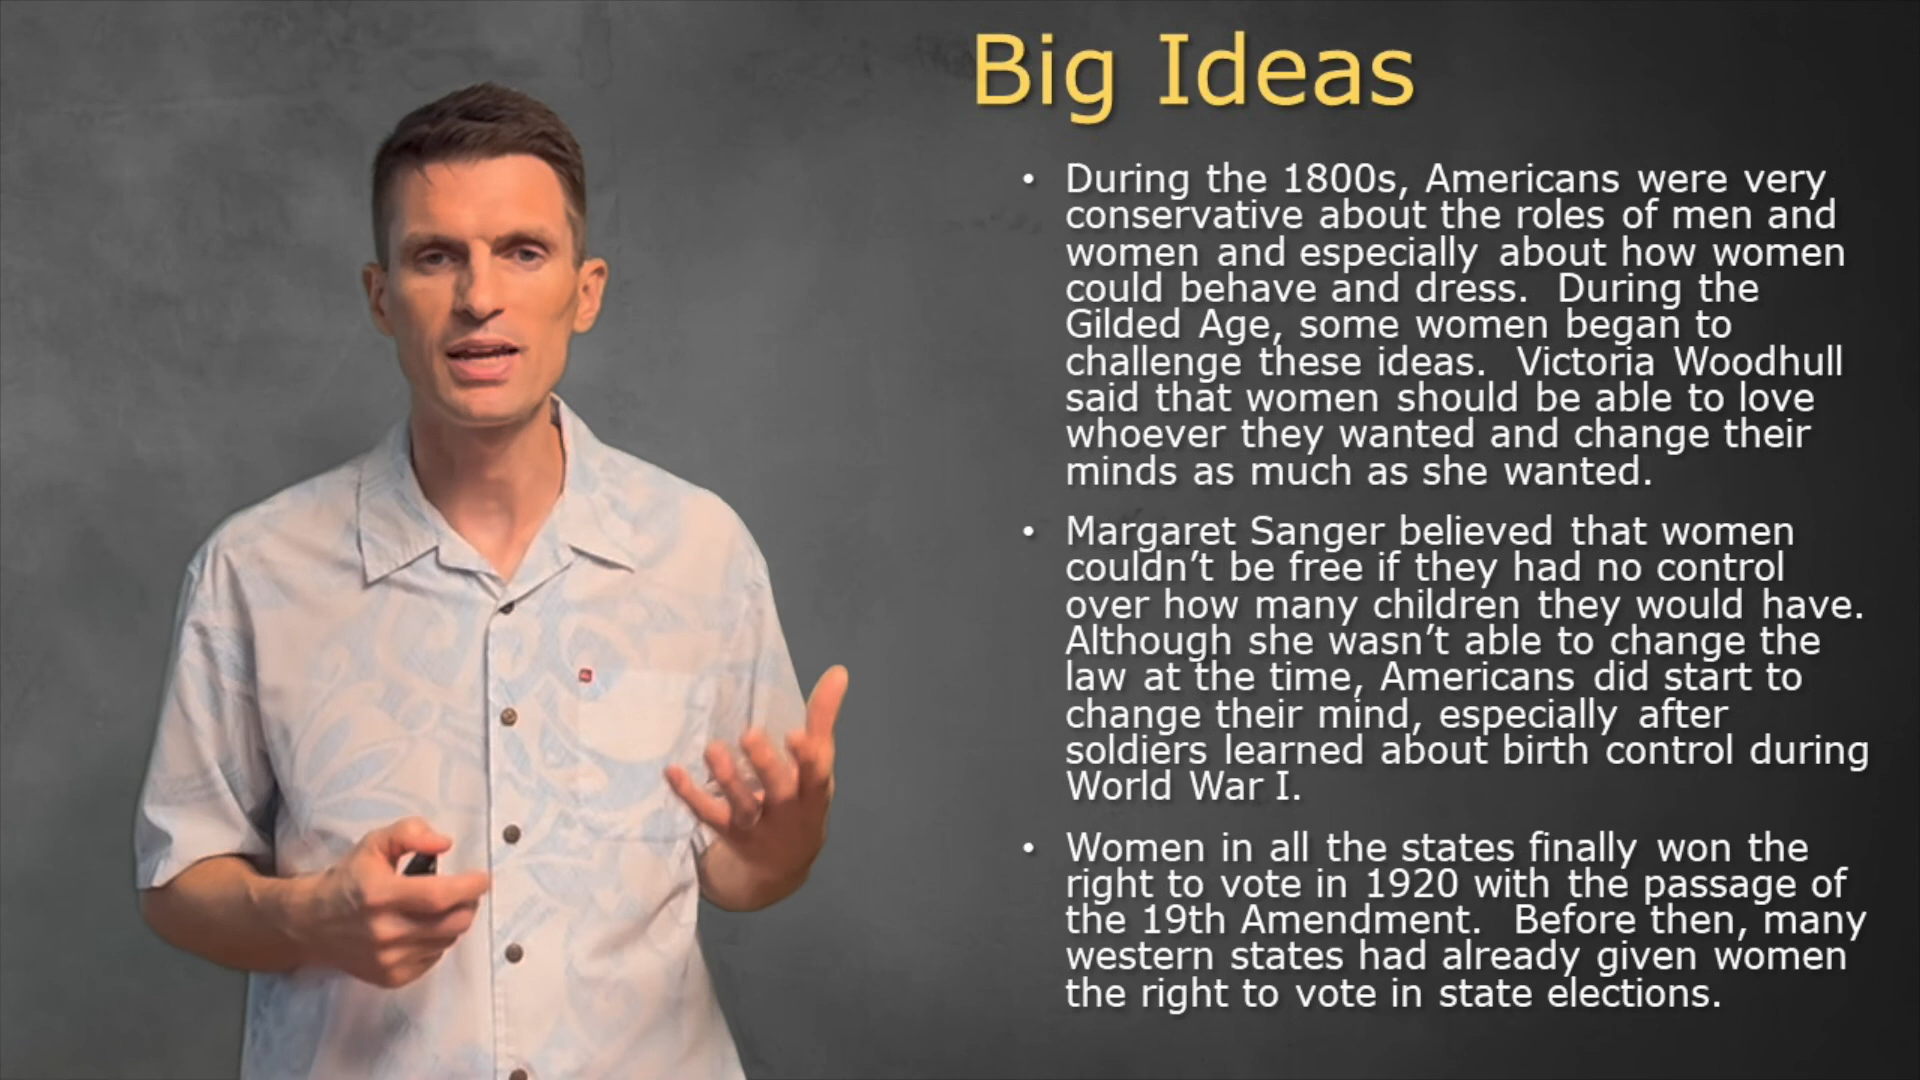 Big Ideas
• During the 1800s, Americans were very
conservative about the roles of men and
women and especially about how women
could behave and dress.  During the
Gilded Age, some women began to
challenge these ideas.  Victoria Woodhull
said that women should be able to love
whoever they wanted and change their
minds as much as she wanted.
• Margaret Sanger believed that women
couldn’t be free if they had no control
over how many children they would have.
Although she wasn’t able to change the
law at the time, Americans did start to
change their mind, especially after
soldiers learned about birth control during
World War I.
• Women in all the states finally won the
right to vote in 1920 with the passage of
the 19th Amendment.  Before then, many
western states had already given women
the right to vote in state elections.